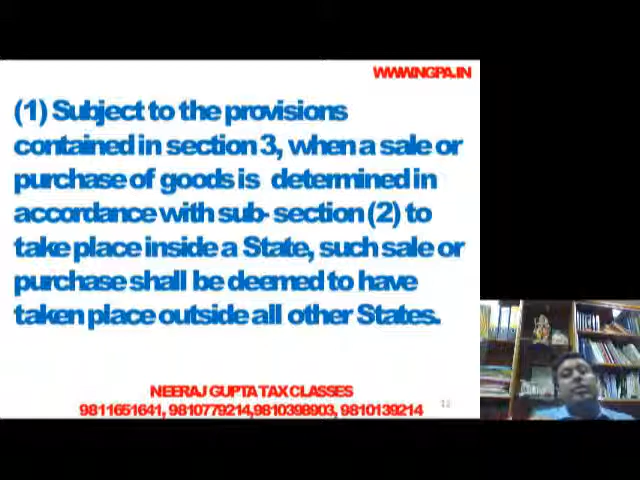 WWW.NGPA.IN
(1) Subject to the provisions
contained in section 3, when a sale or
purchase of goods is determined in
accordance with sub- section (2) to
take place inside a State, such sale or
purchase shall be deemed to have
taken place outside all other States.
NEERAJ GUPTA TAX CLASSES
9811651641, 9810779214,9810398903, 9810139214
12